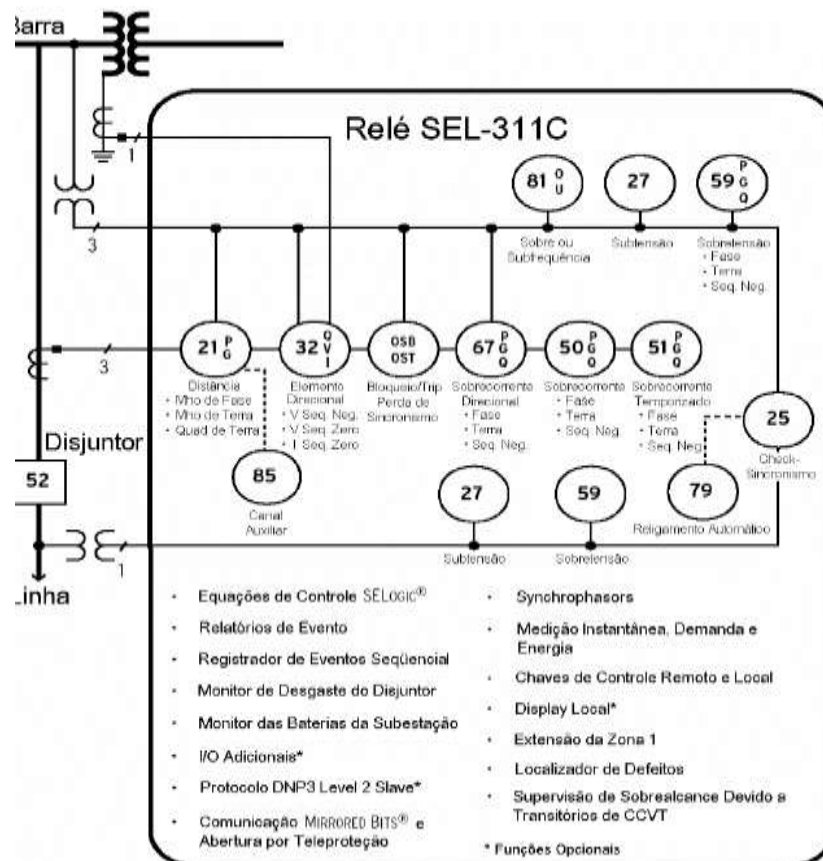 Barra
Relé SEL-311C
1
81 O U
27
59 P G Q
3
Sobre ou
Subfrequência
Subtensão
Sobretensão
• Fase
• Terra
• Seq. Neg.
3
21 P G
32 Q V I
OSB
OST
67 P G Q
50 P G Q
51 P G Q
Distância
• Mho de Fase
• Mho de Terra
• Quad de Terra
Elemento
Direcional
• V Seq. Neg.
• V Seq. Zero
• I Seq. Zero
Bloqueio/Trip
Perda de
Sincronismo
Sobrecorrente
Direcional
• Fase
• Terra
• Seq. Neg.
Sobrecorrente
• Fase
• Terra
• Seq. Neg.
Sobrecorrente
Temporizado
• Fase
• Terra
• Seq. Neg.
25
Check-
Sincronismo
Disjuntor
52
85
Canal
Auxiliar
27
59
79
Religamento Automático
1
Subtensão
Sobretensão
Linha
• Equações de Controle SELOGIC®
• Relatórios de Evento
• Registrador de Eventos Seqüencial
• Monitor de Desgaste do Disjuntor
• Monitor das Baterias da Subestação
• I/O Adicionais*
• Protocolo DNP3 Level 2 Slave*
• Comunicação MIRRORED BITS® e
Abertura por Teleproteção
• Synchrophasors
• Medição Instantânea, Demanda e
Energia
• Chaves de Controle Remoto e Local
• Display Local*
• Extensão da Zona 1
• Localizador de Defeitos
• Supervisão de Sobrealcance Devido a
Transitórios de CCVT
* Funções Opcionais